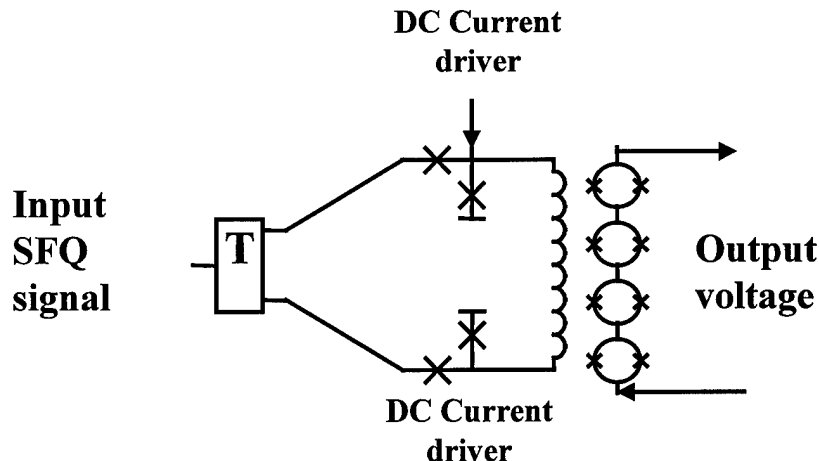 DC Current
driver
Input
SFQ
signal
T
Output
voltage
DC Current
driver